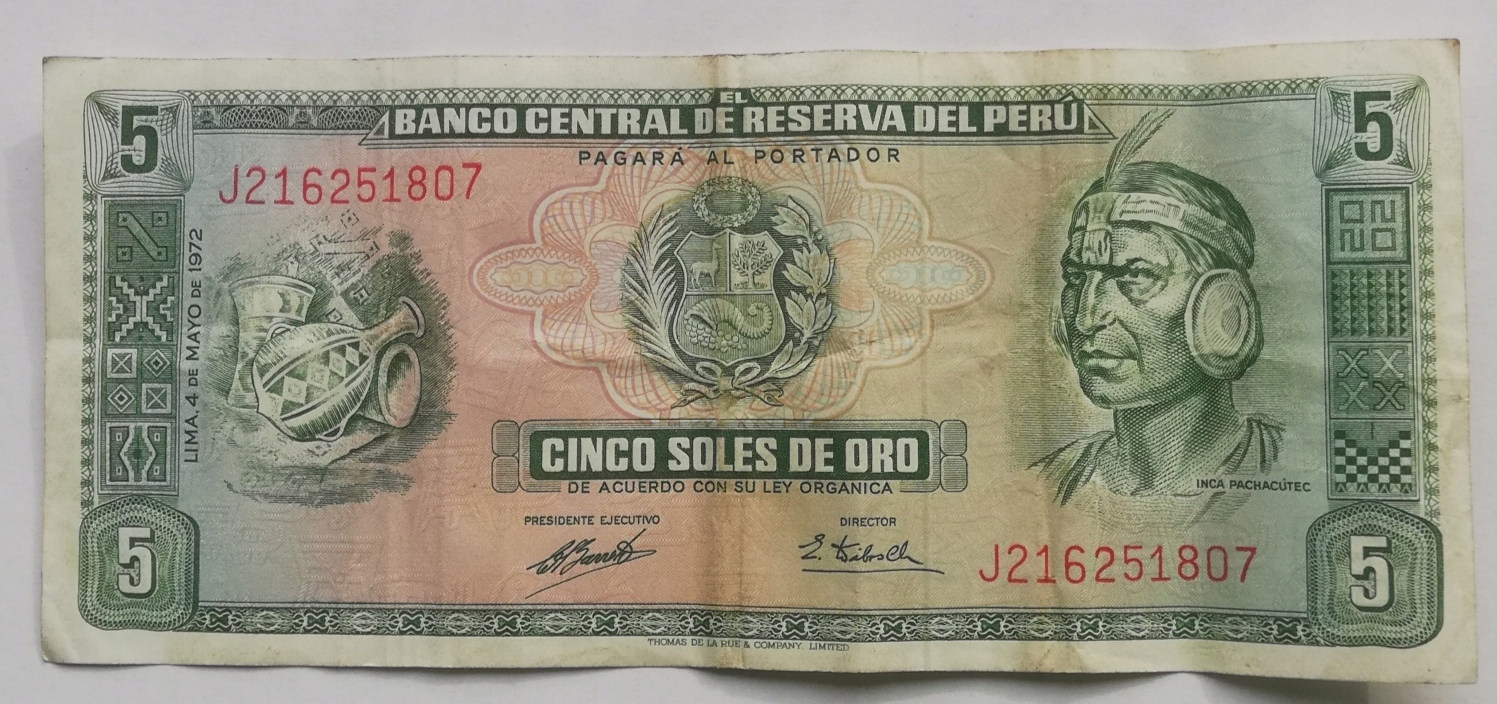 5
EL
BANCO CENTRAL DE RESERVA DEL PERÚ
5
PAGARÁ AL PORTADOR
J216251807
LIMA, 4 DE MAYO DE 1972
CINCO SOLES DE ORO
DE ACUERDO CON SU LEY ORGANICA
INCA PACHACÚTEC
PRESIDENTE EJECUTIVO
DIRECTOR
J216251807
5
5
THOMAS DE LA RUE & COMPANY, LIMITED